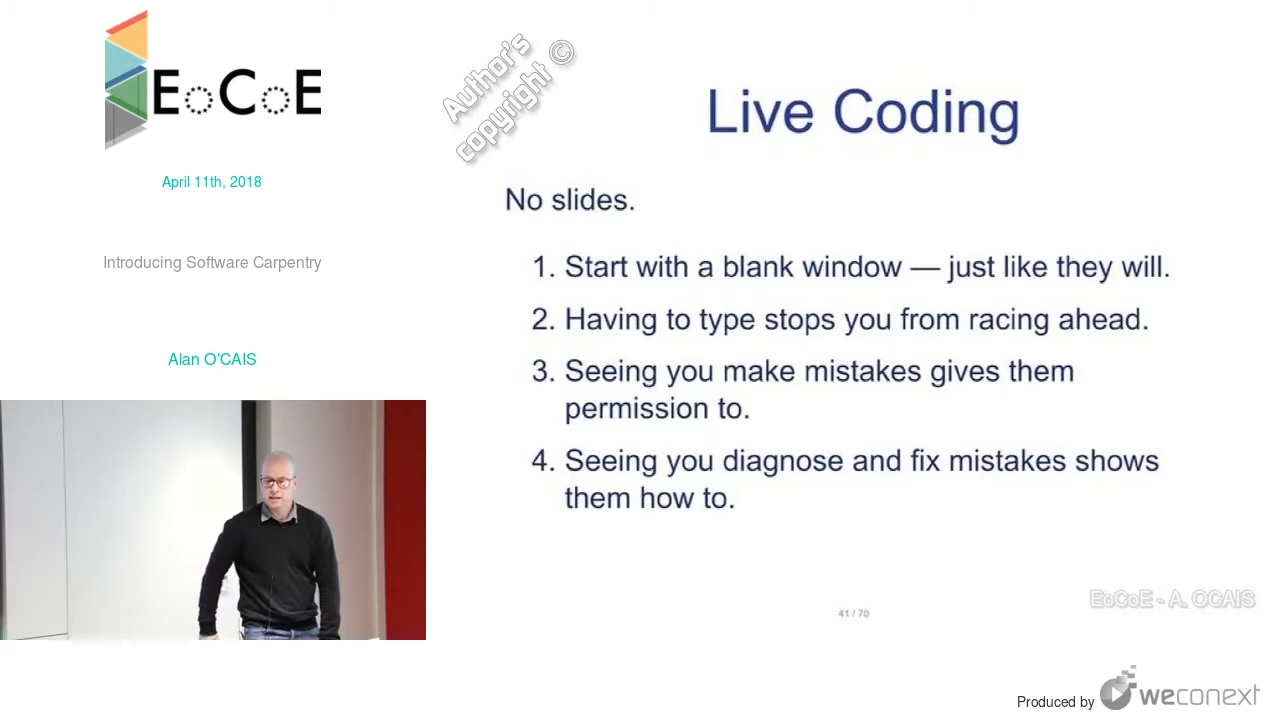 EoCoE
April 11th, 2018
Introducing Software Carpentry
Alan O'CAIS
Author's
copyright ©
Live Coding
No slides.
1. Start with a blank window — just like they will.
2. Having to type stops you from racing ahead.
3. Seeing you make mistakes gives them
permission to.
4. Seeing you diagnose and fix mistakes shows
them how to.
41 / 70
EoCoE - A. OCAIS
Produced by weconext